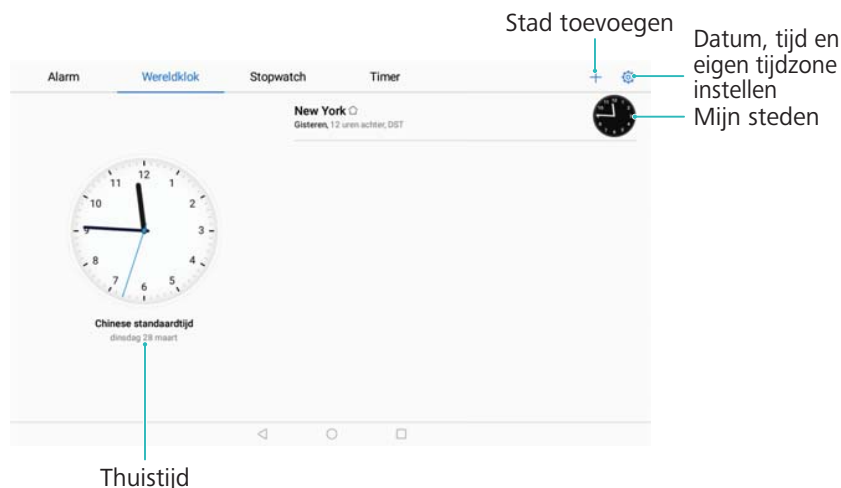 Stad toevoegen
Datum, tijd en
eigen tijdzone
instellen
Mijn steden
Alarm Wereldklok Stopwatch Timer
New York
Gisteren, 12 uren achter, DST
12
11 1
10 2
9 3
8 4
7 5
6
Chinese standaardtijd
dinsdag 28 maart
Thuistijd